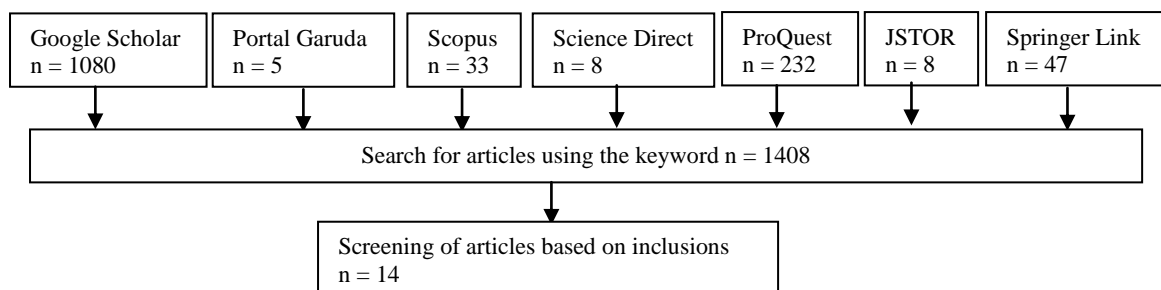 Google Scholar
n = 1080
Portal Garuda
n = 5
Scopus
n = 33
Science Direct
n = 8
ProQuest
n = 232
JSTOR
n = 8
Springer Link
n = 47
Search for articles using the keyword n = 1408
Screening of articles based on inclusions
n = 14